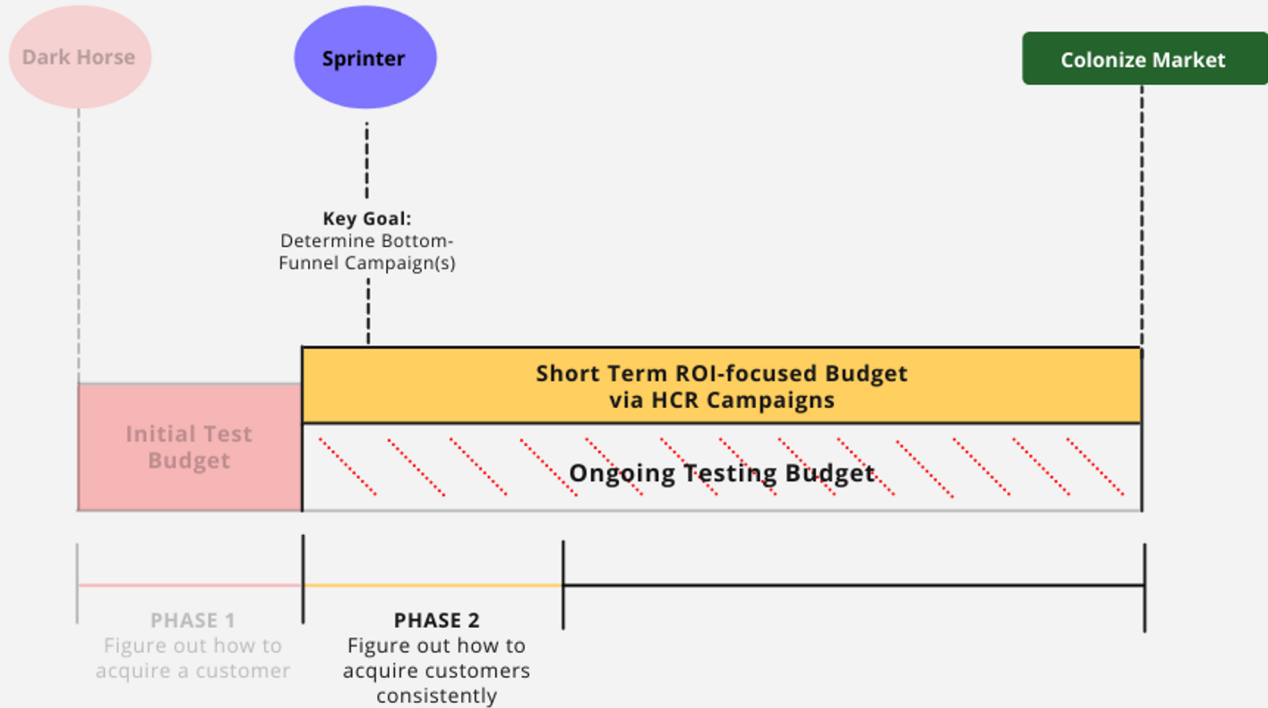 Dark Horse
Sprinter
Colonize Market
Key Goal:
Determine Bottom-
Funnel Campaign(s)
Short Term ROI-focused Budget
via HCR Campaigns
Initial Test
Budget
Ongoing Testing Budget
PHASE 1
Figure out how to
acquire a customer
PHASE 2
Figure out how to
acquire customers
consistently